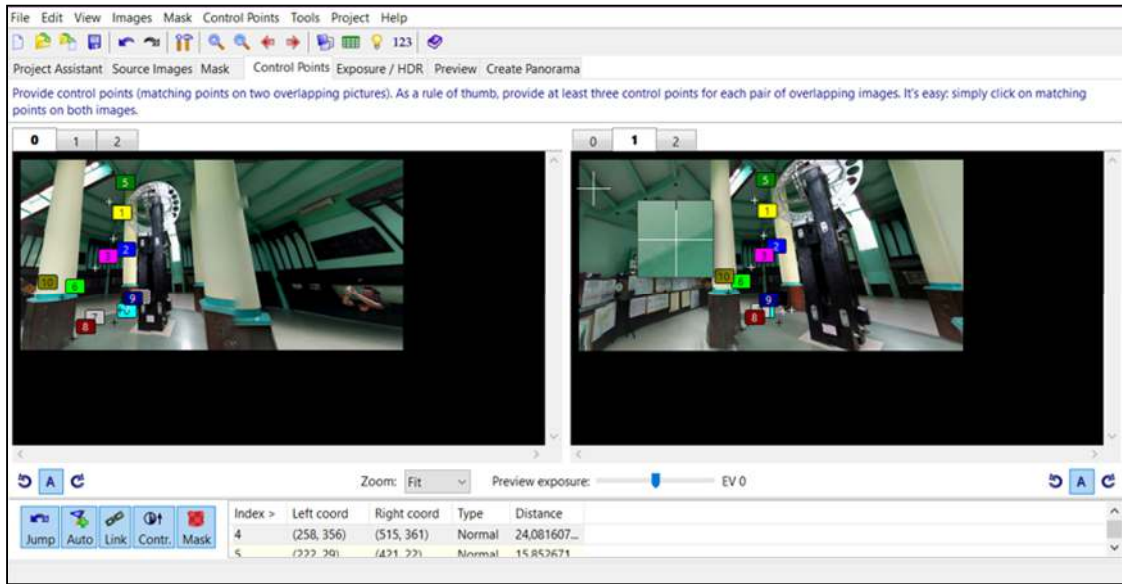 File Edit View Images Mask Control Points Tools Project Help
123
Project Assistant Source Images Mask Control Points Exposure / HDR Preview Create Panorama
Provide control points (matching points on two overlapping pictures). As a rule of thumb, provide at least three control points for each pair of overlapping images. It's easy: simply click on matching
points on both images.
0 1 2
0 1 2
5
1
2
3
10 6
9
7
8
5
1
2
3
10 6
9
8
A
Zoom: Fit
Preview exposure: EV 0
A
Jump Auto Link Contr. Mask
Index > Left coord Right coord Type Distance
4 (258, 356) (515, 361) Normal 24,081607...
5 (222, 29) (421, 22) Normal 15,852671